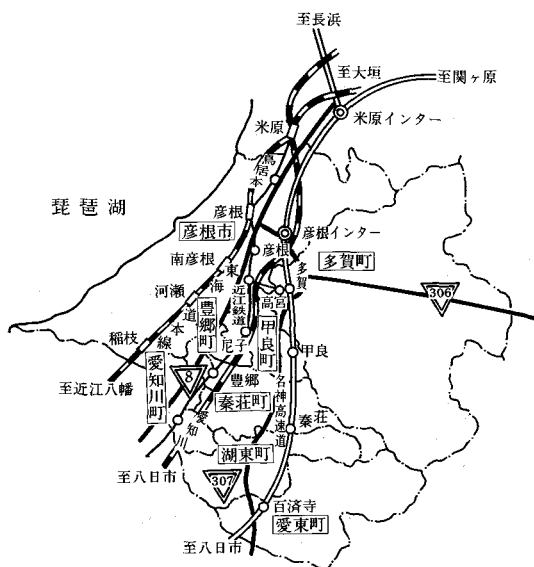 至長浜
至大垣
至関ヶ原
米原
米原インター
鳥居本
琵琶湖
彦根
彦根市
彦根インター
南彦根
彦根
多賀
多賀町
河瀬
東海道本線
近江鉄道
高宮
306
豊郷町
甲良町
稲枝
尼子
甲良
至近江八幡
愛知川町
8
豊郷
名神高速道
秦荘町
愛知川
秦荘
湖東町
至八日市
307
百済寺
愛東町
至八日市